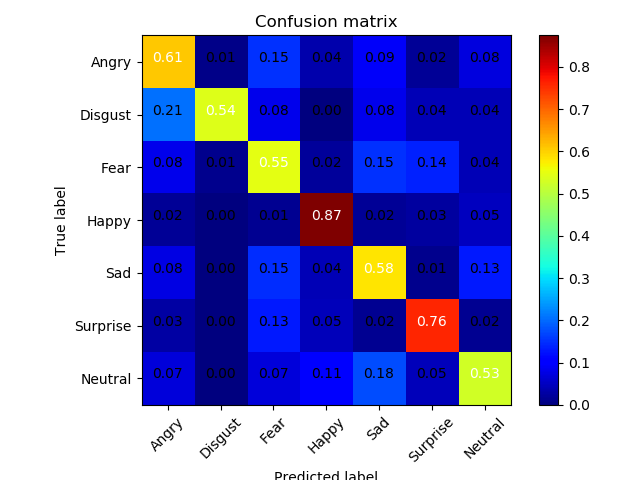 Confusion matrix
Angry 0.61 0.01 0.15 0.04 0.09 0.02 0.08
Disgust 0.21 0.54 0.08 0.00 0.08 0.04 0.04
Fear 0.08 0.01 0.55 0.02 0.15 0.14 0.04
Happy 0.02 0.00 0.01 0.87 0.02 0.03 0.05
Sad 0.08 0.00 0.15 0.04 0.58 0.01 0.13
Surprise 0.03 0.00 0.13 0.05 0.02 0.76 0.02
Neutral 0.07 0.00 0.07 0.11 0.18 0.05 0.53
True label
Angry Disgust Fear Happy Sad Surprise Neutral
Predicted label
0.8
0.7
0.6
0.5
0.4
0.3
0.2
0.1
0.0